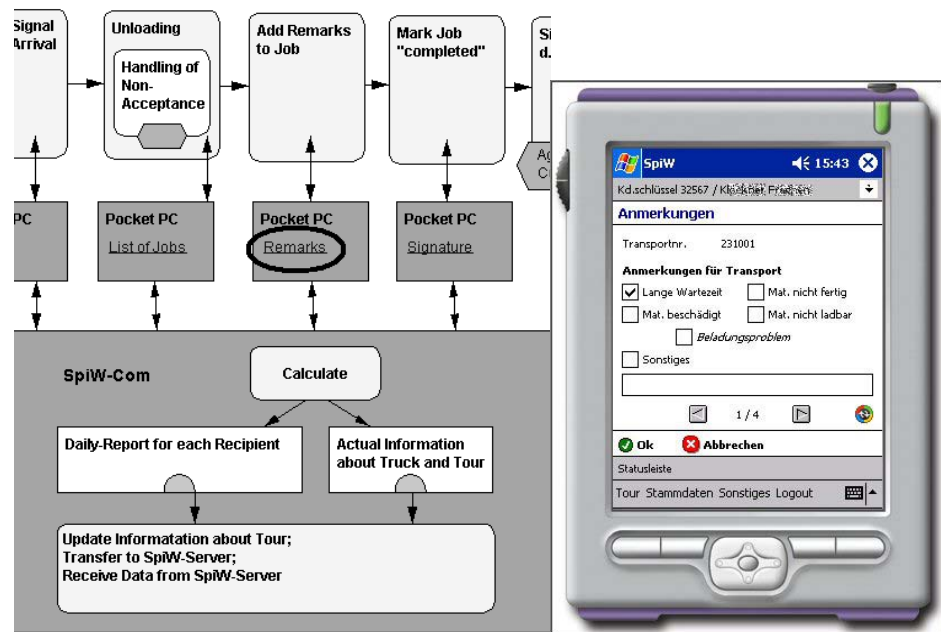 Signal
Arrival
Unloading
Handling of
Non-
Acceptance
Add Remarks
to Job
Mark Job
"completed"
Si
d.
Ag
C
PC
Pocket PC
List of Jobs
Pocket PC
Remarks
Pocket PC
Signature
SpiW-Com
Calculate
Daily-Report for each Recipient
Actual Information
about Truck and Tour
Update Informatation about Tour;
Transfer to SpiW-Server;
Receive Data from SpiW-Server
SpiW 15:43
Kd.schlüssel 32567 /
Anmerkungen
Transportnr. 231001
Anmerkungen für Transport
Lange Wartezeit Mat. nicht fertig
Mat. beschädigt Mat. nicht ladbar
Beladungsproblem
Sonstiges
1/4
Ok Abbrechen
Statusleiste
Tour Stammdaten Sonstiges Logout